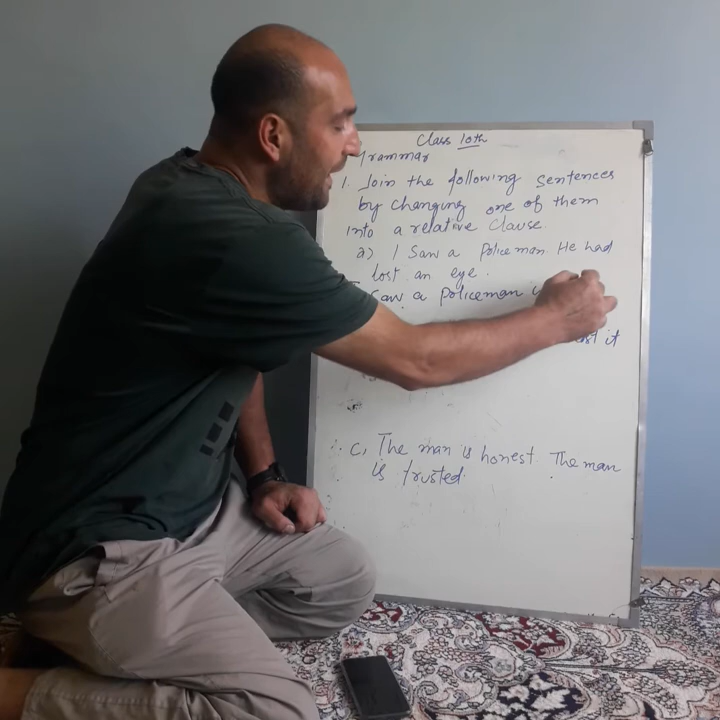 Class 10th
Grammar
1. Join the following sentences
by changing one of them
into a relative clause.
a) I saw a policeman. He had
lost an eye.
I saw a policeman
it
c, The man is honest. The man
is trusted.